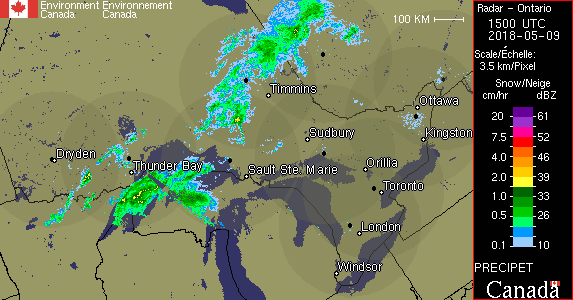 Environment Environnement
Canada Canada
100 KM
Timmins
Ottawa
Sudbury
Kingston
Dryden
Thunder Bay
Sault Ste. Marie
Orillia
Toronto
London
Windsor
Radar - Ontario
1500 UTC
2018-05-09
Scale/Échelle:
3.5 km/Pixel
Snow/Neige
cm/hr dBZ
20 61
7.5 57
5.0 52
4.0 46
2.0 39
1.0 33
0.5 26
0.1 10
PRECIPET
Canada